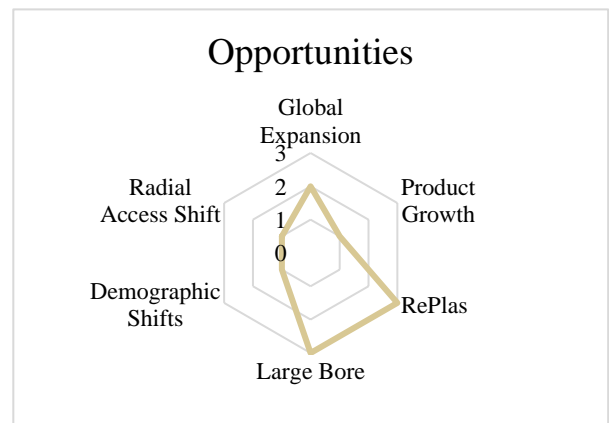 Opportunities
Global
Expansion
3
2
1
0
Radial
Access Shift
Product
Growth
Demographic
Shifts
RePlas
Large Bore